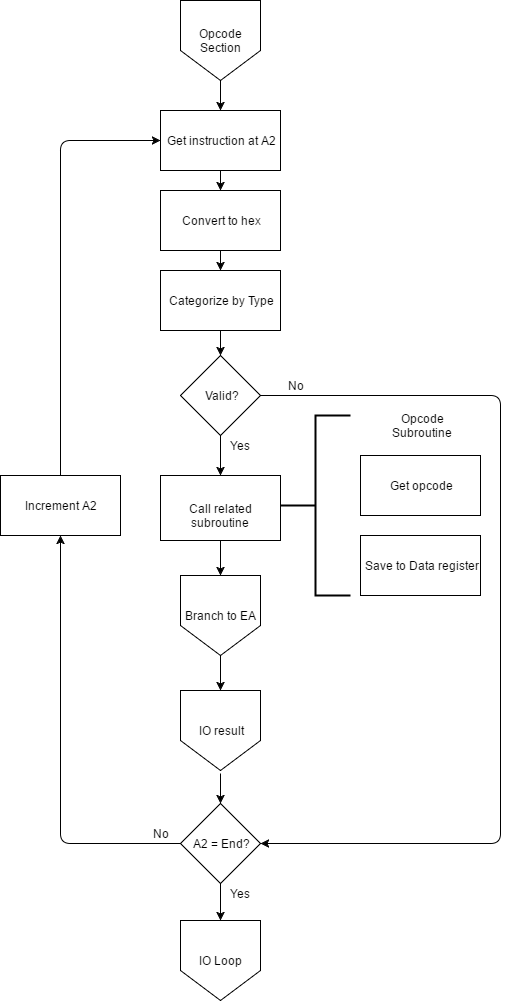 Opcode
Section
Get instruction at A2
Convert to hex
Categorize by Type
Valid?
No
Yes
Opcode
Subroutine
Get opcode
Save to Data register
Call related
subroutine
Increment A2
Branch to EA
IO result
A2 = End?
No
Yes
IO Loop